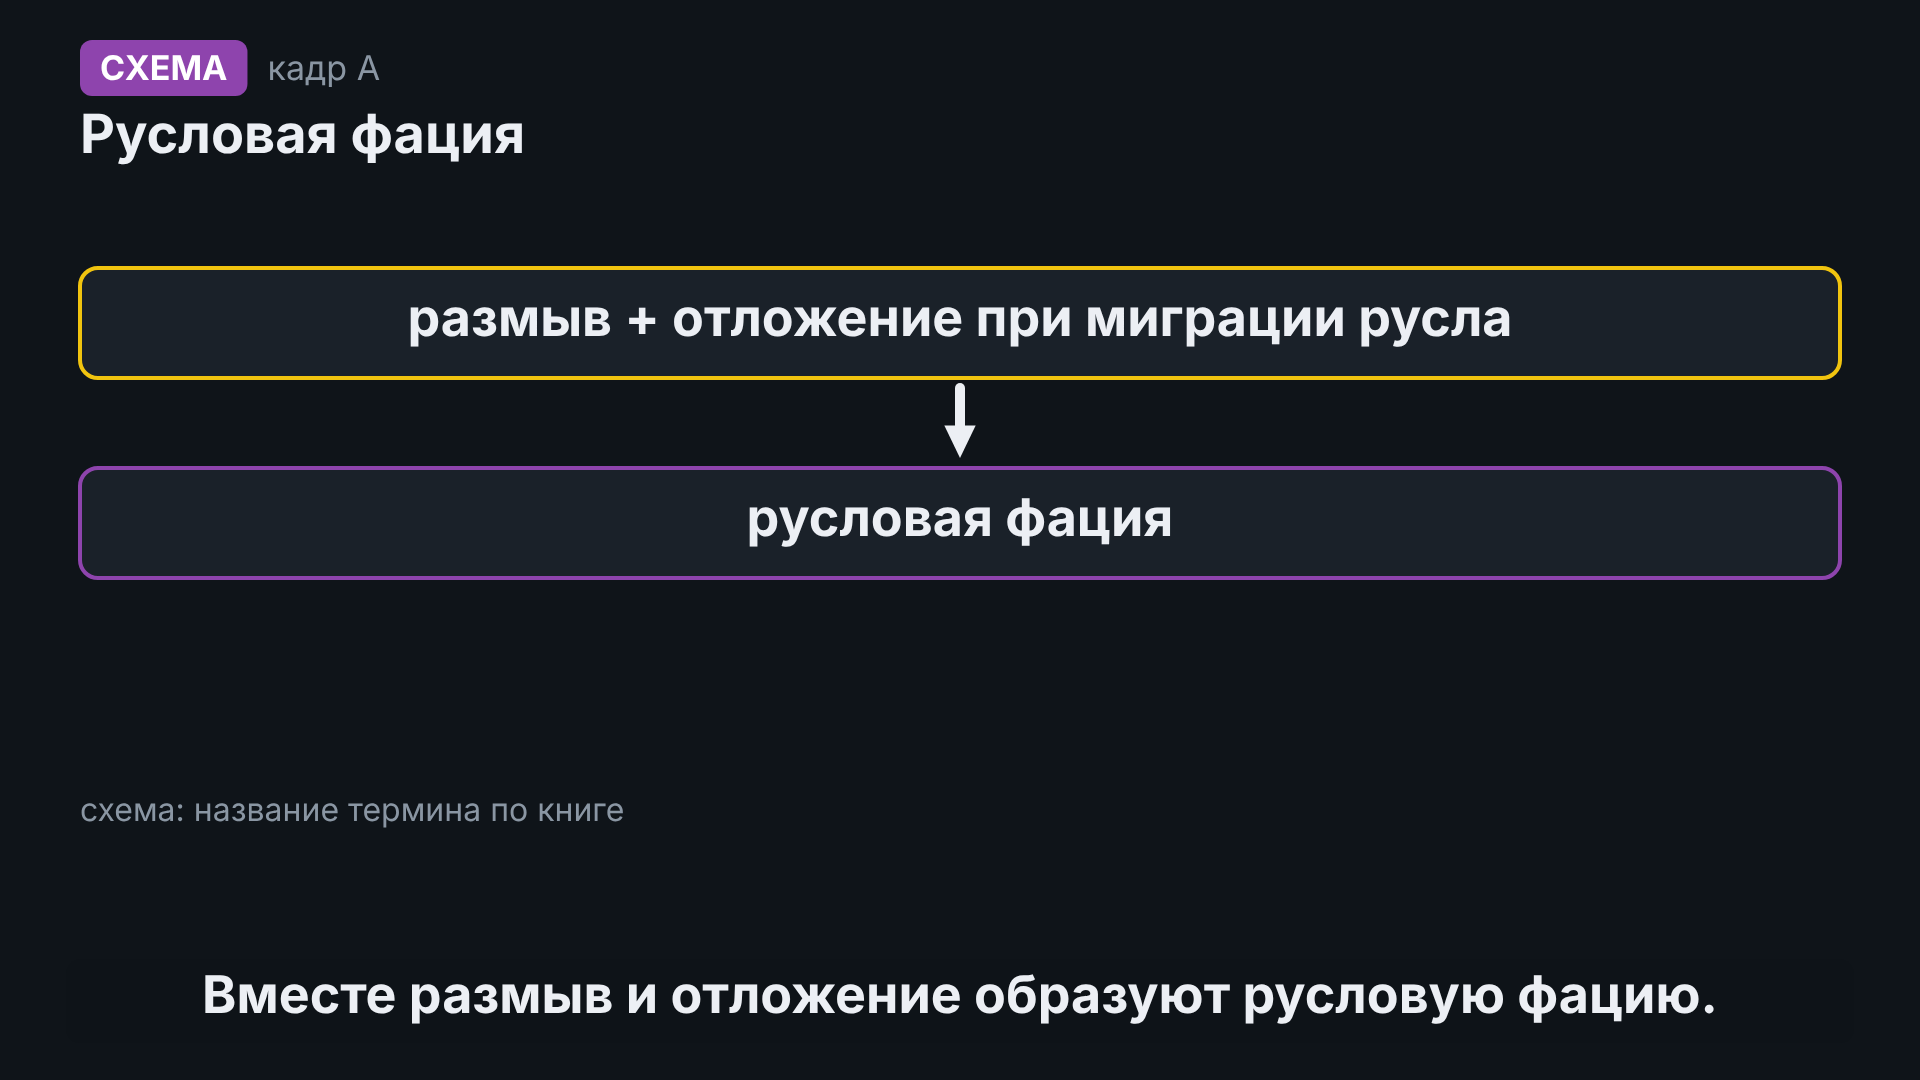 СХЕМА кадр А
Русловая фация
размыв + отложение при миграции русла
русловая фация
схема: название термина по книге
Вместе размыв и отложение образуют русловую фацию.